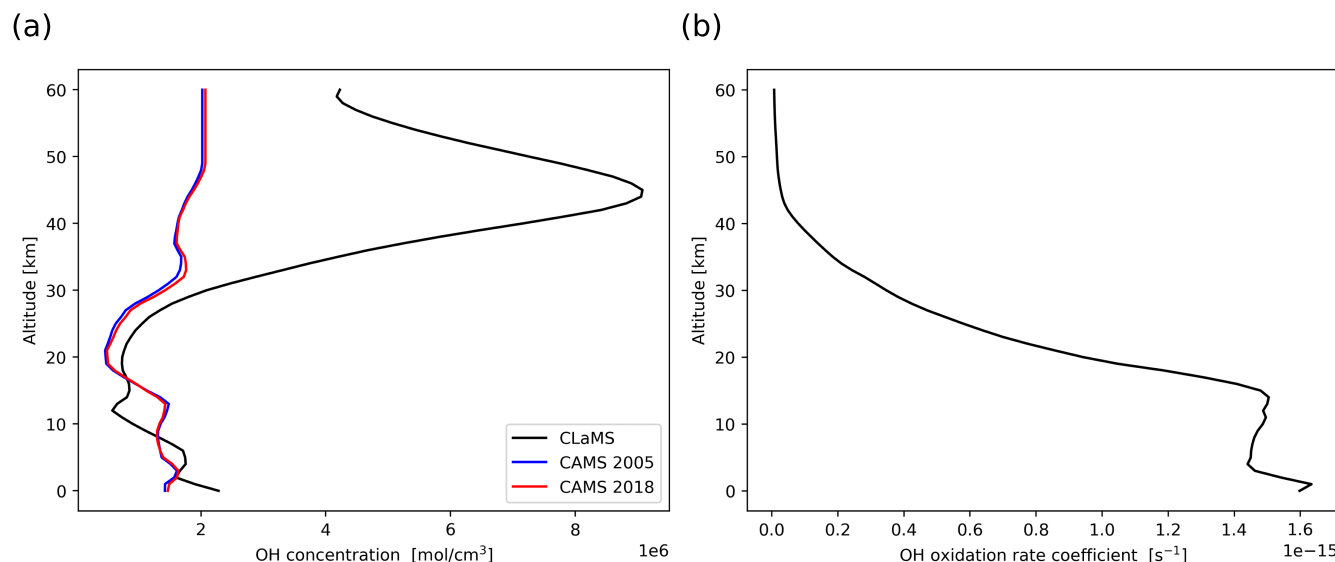 (a)
60
50
40
30
20
10
0
Altitude [km]
2
4
6
8
1e6
OH concentration [mol/cm³]
CLaMS
CAMS 2005
CAMS 2018
(b)
60
50
40
30
20
10
0
Altitude [km]
0.0
0.2
0.4
0.6
0.8
1.0
1.2
1.4
1.6
1e−15
OH oxidation rate coefficient [s⁻¹]